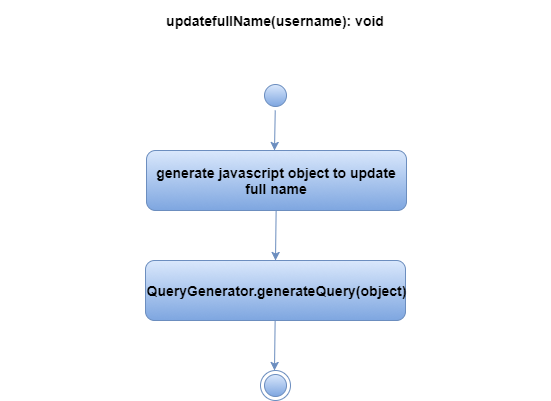 updatefullName(username): void
generate javascript object to update
full name
QueryGenerator.generateQuery(object)